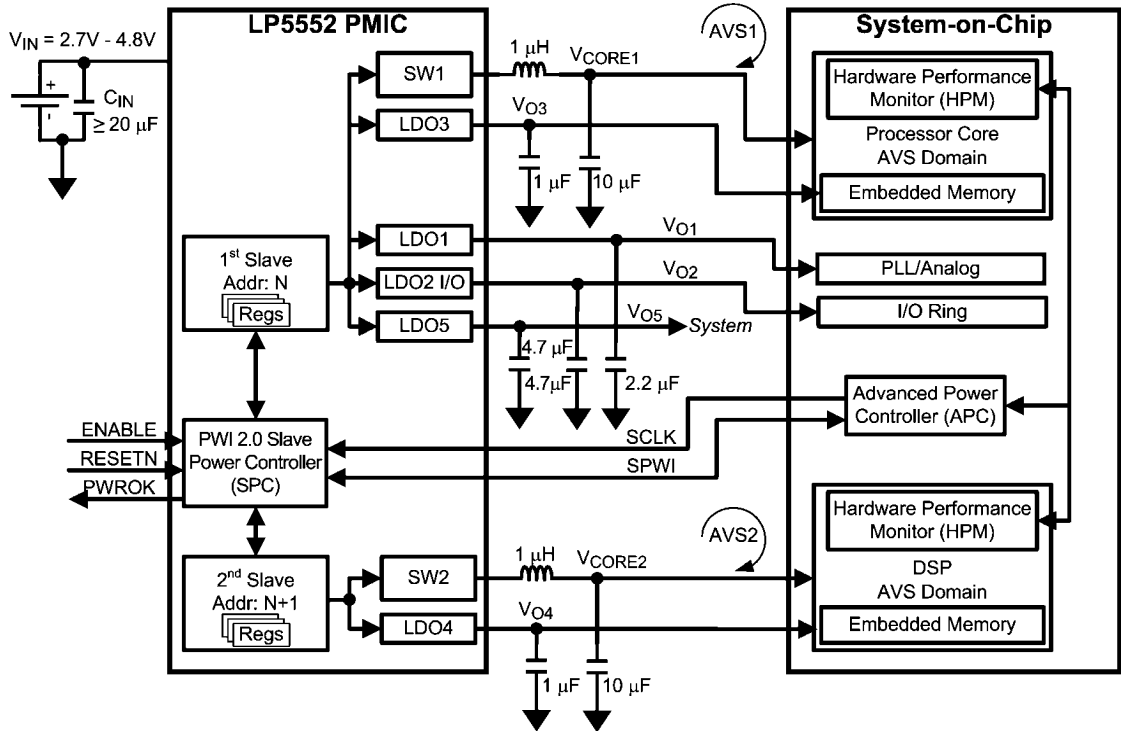 LP5552 PMIC
System-on-Chip
V_IN = 2.7V - 4.8V
+
-
C_IN
≥ 20 μF
SW1
1 μH
V_CORE1
AVS1
Hardware Performance
Monitor (HPM)
Processor Core
AVS Domain
Embedded Memory
LDO3
V_O3
1 μF
10 μF
1st Slave
Addr: N
Regs
LDO1
V_O1
PLL/Analog
LDO2 I/O
V_O2
I/O Ring
LDO5
V_O5
System
4.7 μF
4.7μF
2.2 μF
Advanced Power
Controller (APC)
ENABLE
RESETN
PWROK
PWI 2.0 Slave
Power Controller
(SPC)
SCLK
SPWI
2nd Slave
Addr: N+1
Regs
SW2
1 μH
V_CORE2
AVS2
Hardware Performance
Monitor (HPM)
DSP
AVS Domain
Embedded Memory
LDO4
V_O4
1 μF
10 μF